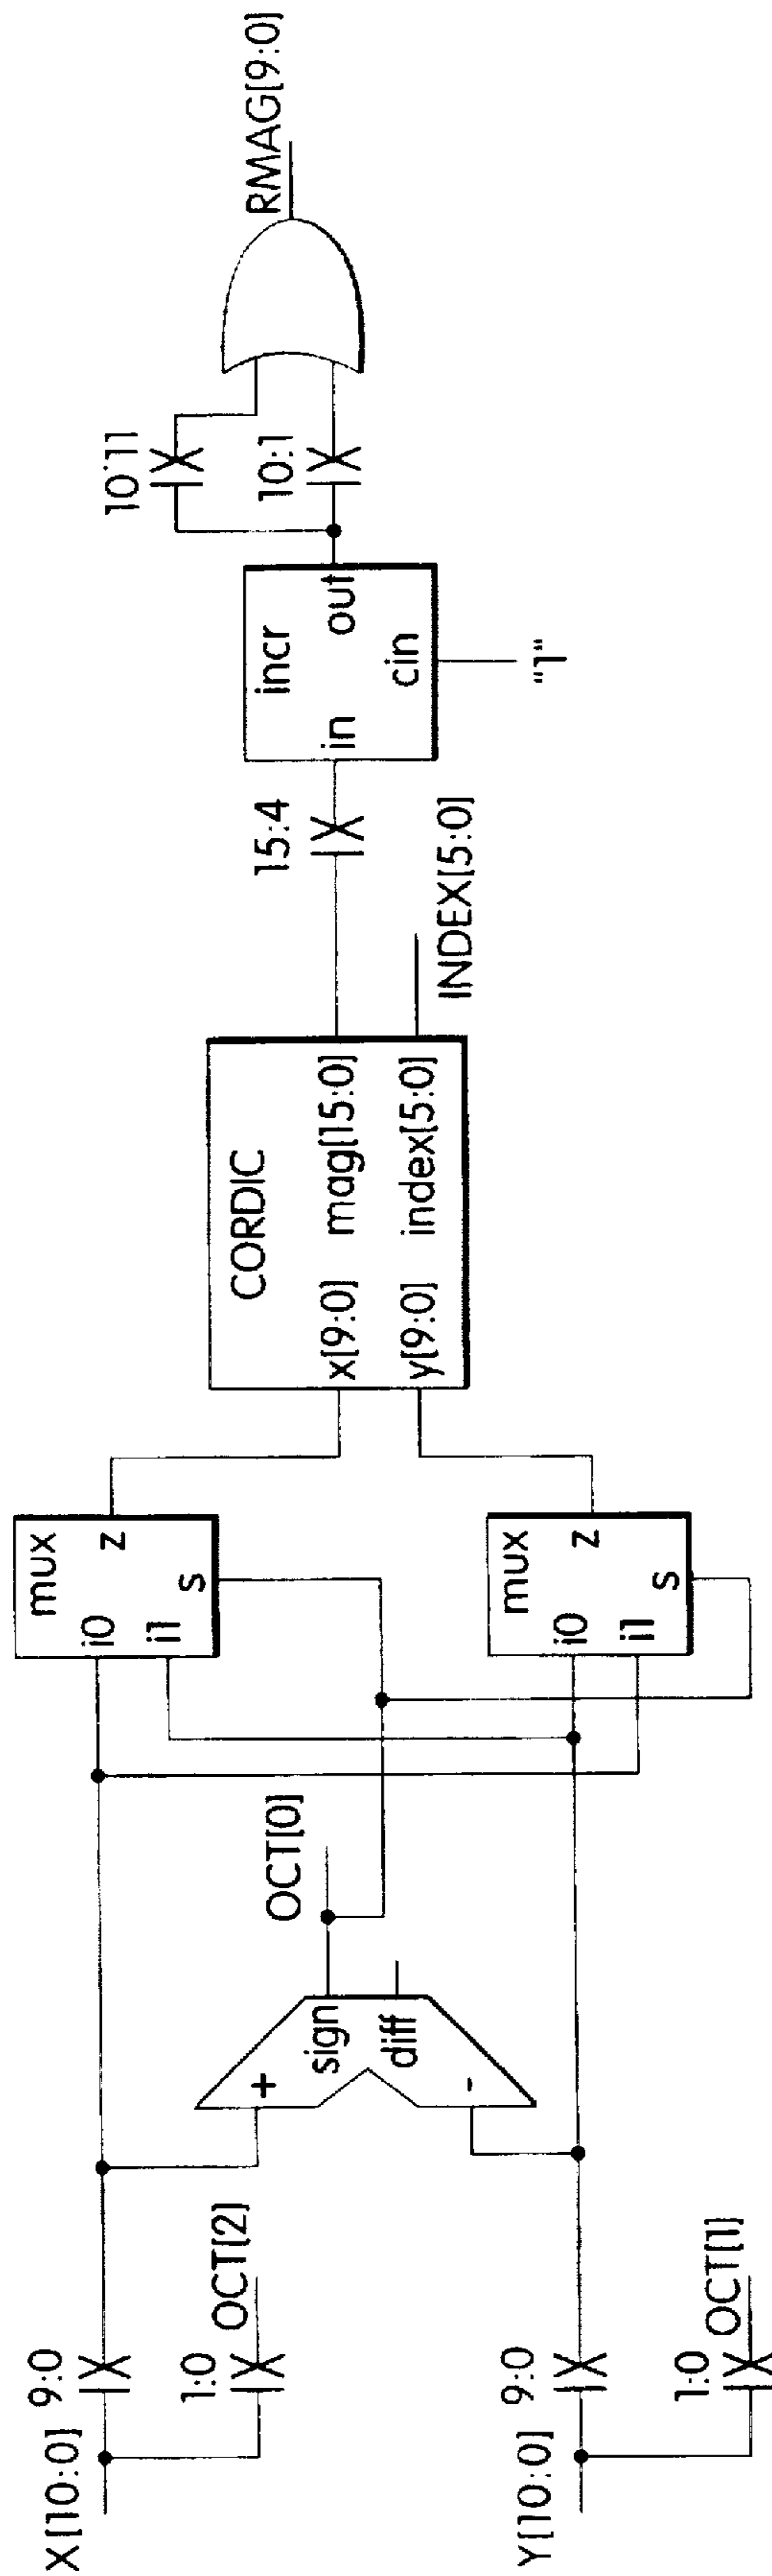 X[10:0]
9:0
1:0
OCT[2]
Y[10:0]
9:0
1:0
OCT[1]
+
-
sign
diff
OCT[0]
mux
i0
i1
z
s
mux
i0
i1
z
s
CORDIC
x[9:0] mag[15:0]
y[9:0] index[5:0]
INDEX[5:0]
15:4
incr
in
out
cin
"1"
10.11
10:1
RMAG[9:0]